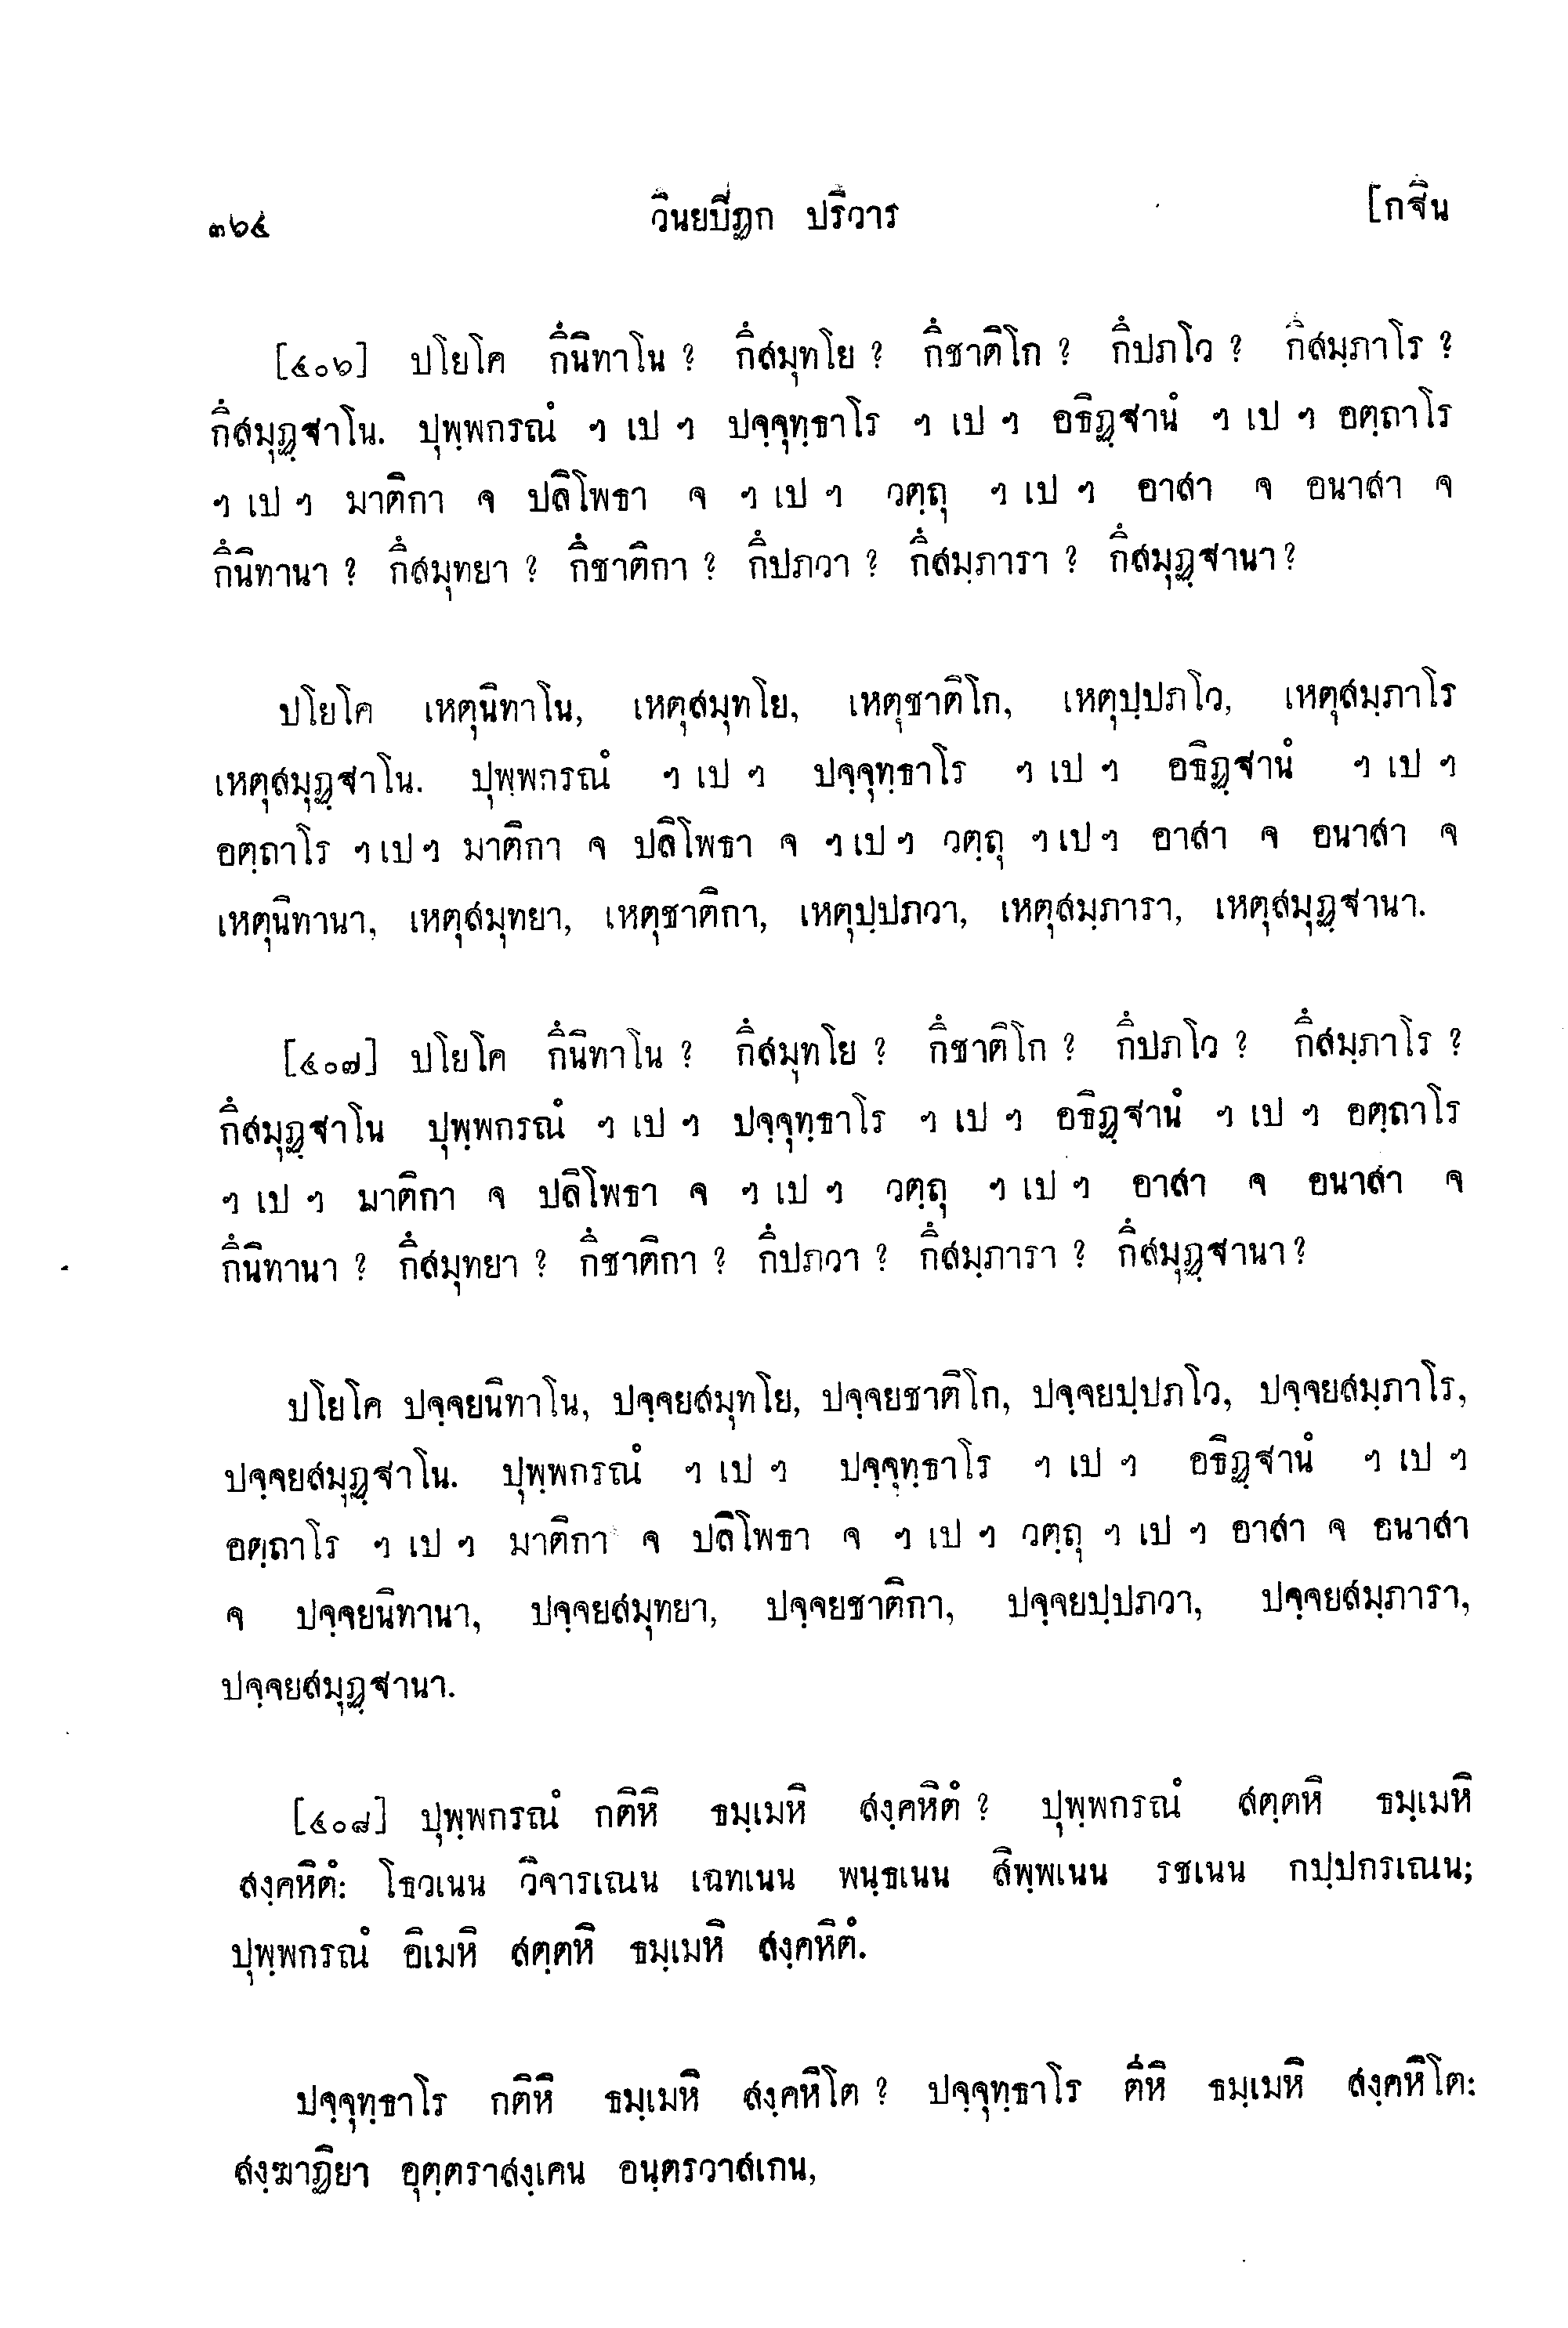 ๓๖๔ วินยปิฏก ปริวาร [กฐิน
[๔๐๖] ปโยโค กึนิทาโน ? กึสมุทโย ? กึชาติโก ? กึปภโว ? กึสมฺภาโร ?
กึสมุฏฺฐาโน. ปุพฺพกรณํ ฯ เป ฯ ปจฺจุทฺธาโร ฯ เป ฯ อธิฏฺฐานํ ฯ เป ฯ อตฺถาโร
ฯ เป ฯ มาติกา จ ปลิโพธา จ ฯ เป ฯ วตฺถุ ฯ เป ฯ อาสา จ อนาสา จ
กึนิทานา ? กึสมุทยา ? กึชาติกา ? กึปภวา ? กึสมฺภารา ? กึสมุฏฺฐานา ?
ปโยโค เหตุนิทาโน, เหตุสมุทโย, เหตุชาติโก, เหตุปฺปภโว, เหตุสมฺภาโร
เหตุสมุฏฺฐาโน. ปุพฺพกรณํ ฯ เป ฯ ปจฺจุทฺธาโร ฯ เป ฯ อธิฏฺฐานํ ฯ เป ฯ
อตฺถาโร ฯ เป ฯ มาติกา จ ปลิโพธา จ ฯ เป ฯ วตฺถุ ฯ เป ฯ อาสา จ อนาสา จ
เหตุนิทานา, เหตุสมุทยา, เหตุชาติกา, เหตุปฺปภวา, เหตุสมฺภารา, เหตุสมุฏฺฐานา.
[๔๐๗] ปโยโค กึนิทาโน ? กึสมุทโย ? กึชาติโก ? กึปภโว ? กึสมฺภาโร ?
กึสมุฏฺฐาโน ปุพฺพกรณํ ฯ เป ฯ ปจฺจุทฺธาโร ฯ เป ฯ อธิฏฺฐานํ ฯ เป ฯ อตฺถาโร
ฯ เป ฯ มาติกา จ ปลิโพธา จ ฯ เป ฯ วตฺถุ ฯ เป ฯ อาสา จ อนาสา จ
กึนิทานา ? กึสมุทยา ? กึชาติกา ? กึปภวา ? กึสมฺภารา ? กึสมุฏฺฐานา ?
ปโยโค ปจฺจยนิทาโน, ปจฺจยสมุทโย, ปจฺจยชาติโก, ปจฺจยปฺปภโว, ปจฺจยสมฺภาโร,
ปจฺจยสมุฏฺฐาโน. ปุพฺพกรณํ ฯ เป ฯ ปจฺจุทฺธาโร ฯ เป ฯ อธิฏฺฐานํ ฯ เป ฯ
อตฺถาโร ฯ เป ฯ มาติกา จ ปลิโพธา จ ฯ เป ฯ วตฺถุ ฯ เป ฯ อาสา จ อนาสา
จ ปจฺจยนิทานา, ปจฺจยสมุทยา, ปจฺจยชาติกา, ปจฺจยปฺปภวา, ปจฺจยสมฺภารา,
ปจฺจยสมุฏฺฐานา.
[๔๐๘] ปุพฺพกรณํ กติหิ ธมฺเมหิ สงฺคหิตํ ? ปุพฺพกรณํ สตฺตหิ ธมฺเมหิ
สงฺคหิตํ: โธวเนน วิจารเณน เฉทเนน พนฺธเนน สิพฺพเนน รชเนน กปฺปกรเณน;
ปุพฺพกรณํ อิเมหิ สตฺตหิ ธมฺเมหิ สงฺคหิตํ.
ปจฺจุทฺธาโร กติหิ ธมฺเมหิ สงฺคหิโต ? ปจฺจุทฺธาโร ตีหิ ธมฺเมหิ สงฺคหิโต:
สงฺฆาฏิยา อุตฺตราสงฺเคน อนฺตรวาสเกน,